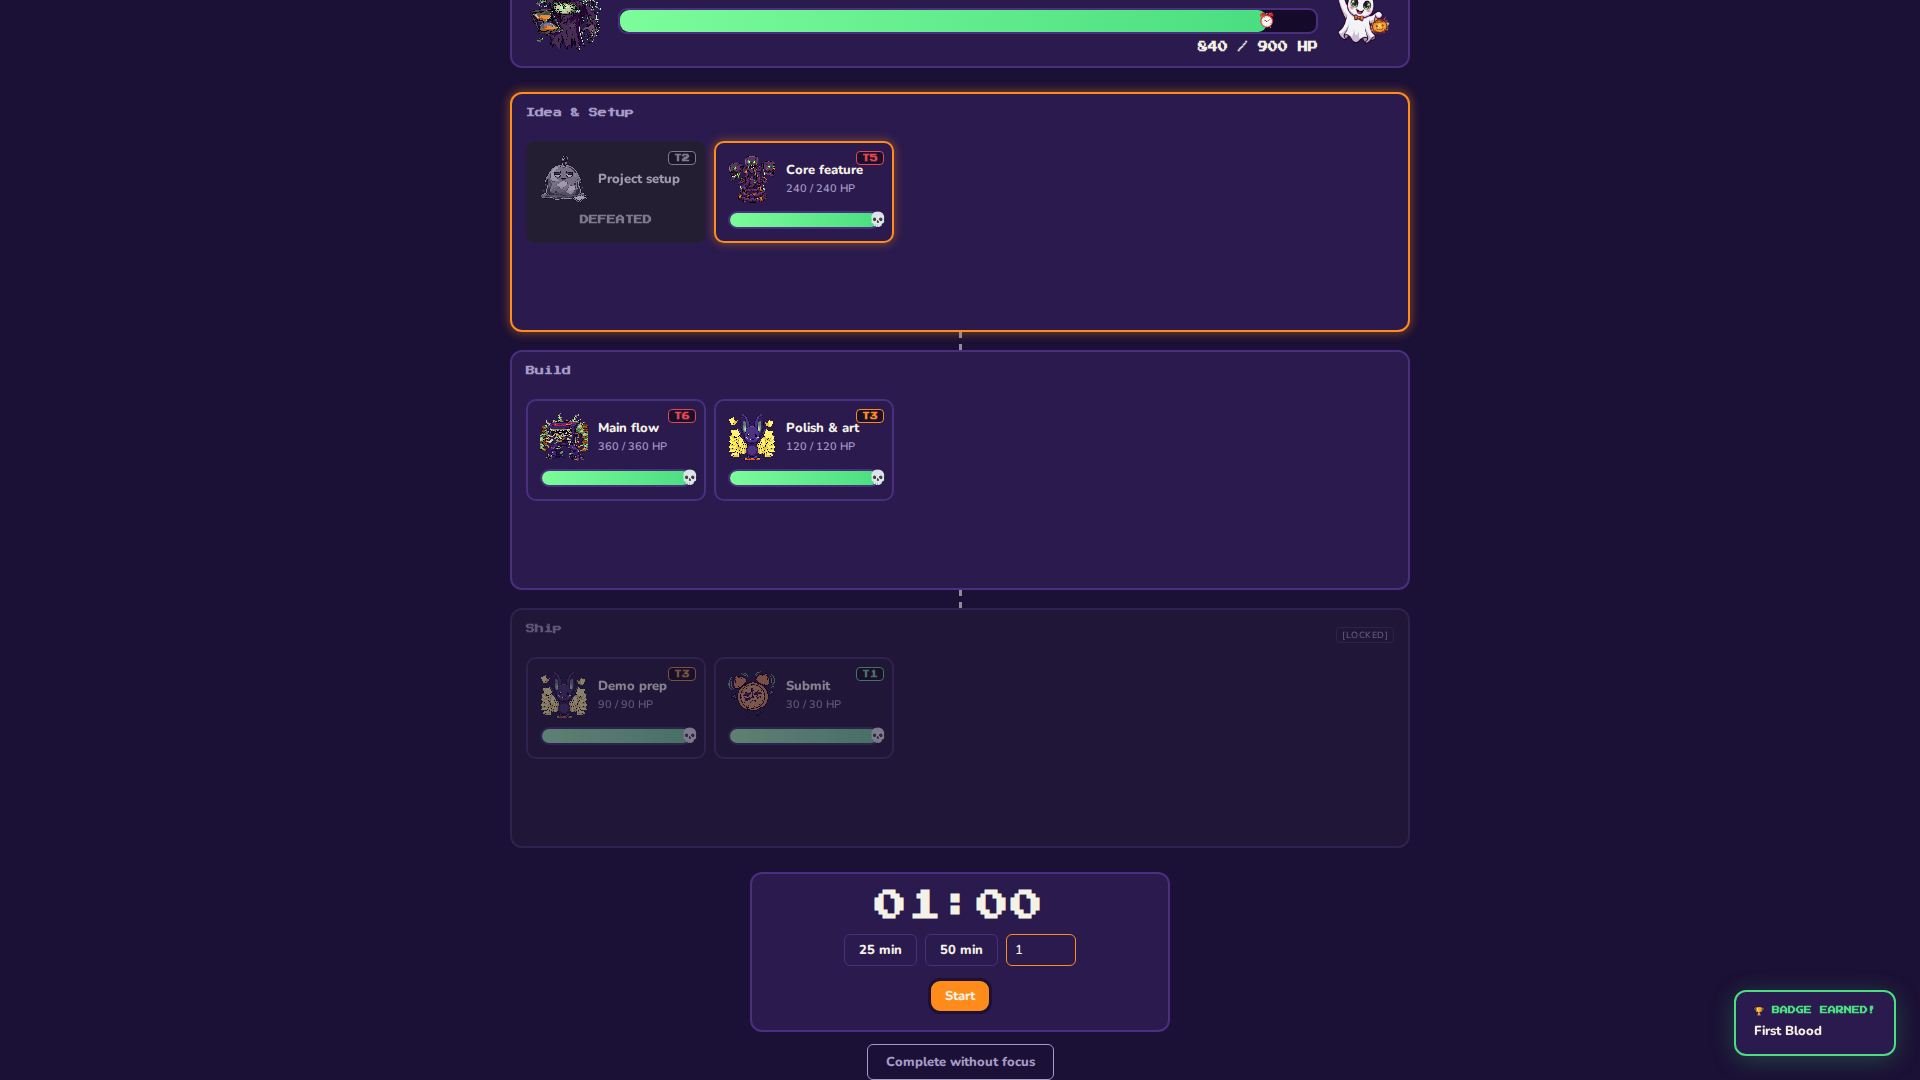 840 / 900 HP
Idea & Setup
T2
Project setup
DEFEATED
T5
Core feature
240 / 240 HP
Build
T6
Main flow
360 / 360 HP
T3
Polish & art
120 / 120 HP
Ship
[LOCKED]
T3
Demo prep
90 / 90 HP
T1
Submit
30 / 30 HP
01:00
25 min
50 min
1
Start
Complete without focus
BADGE EARNED!
First Blood